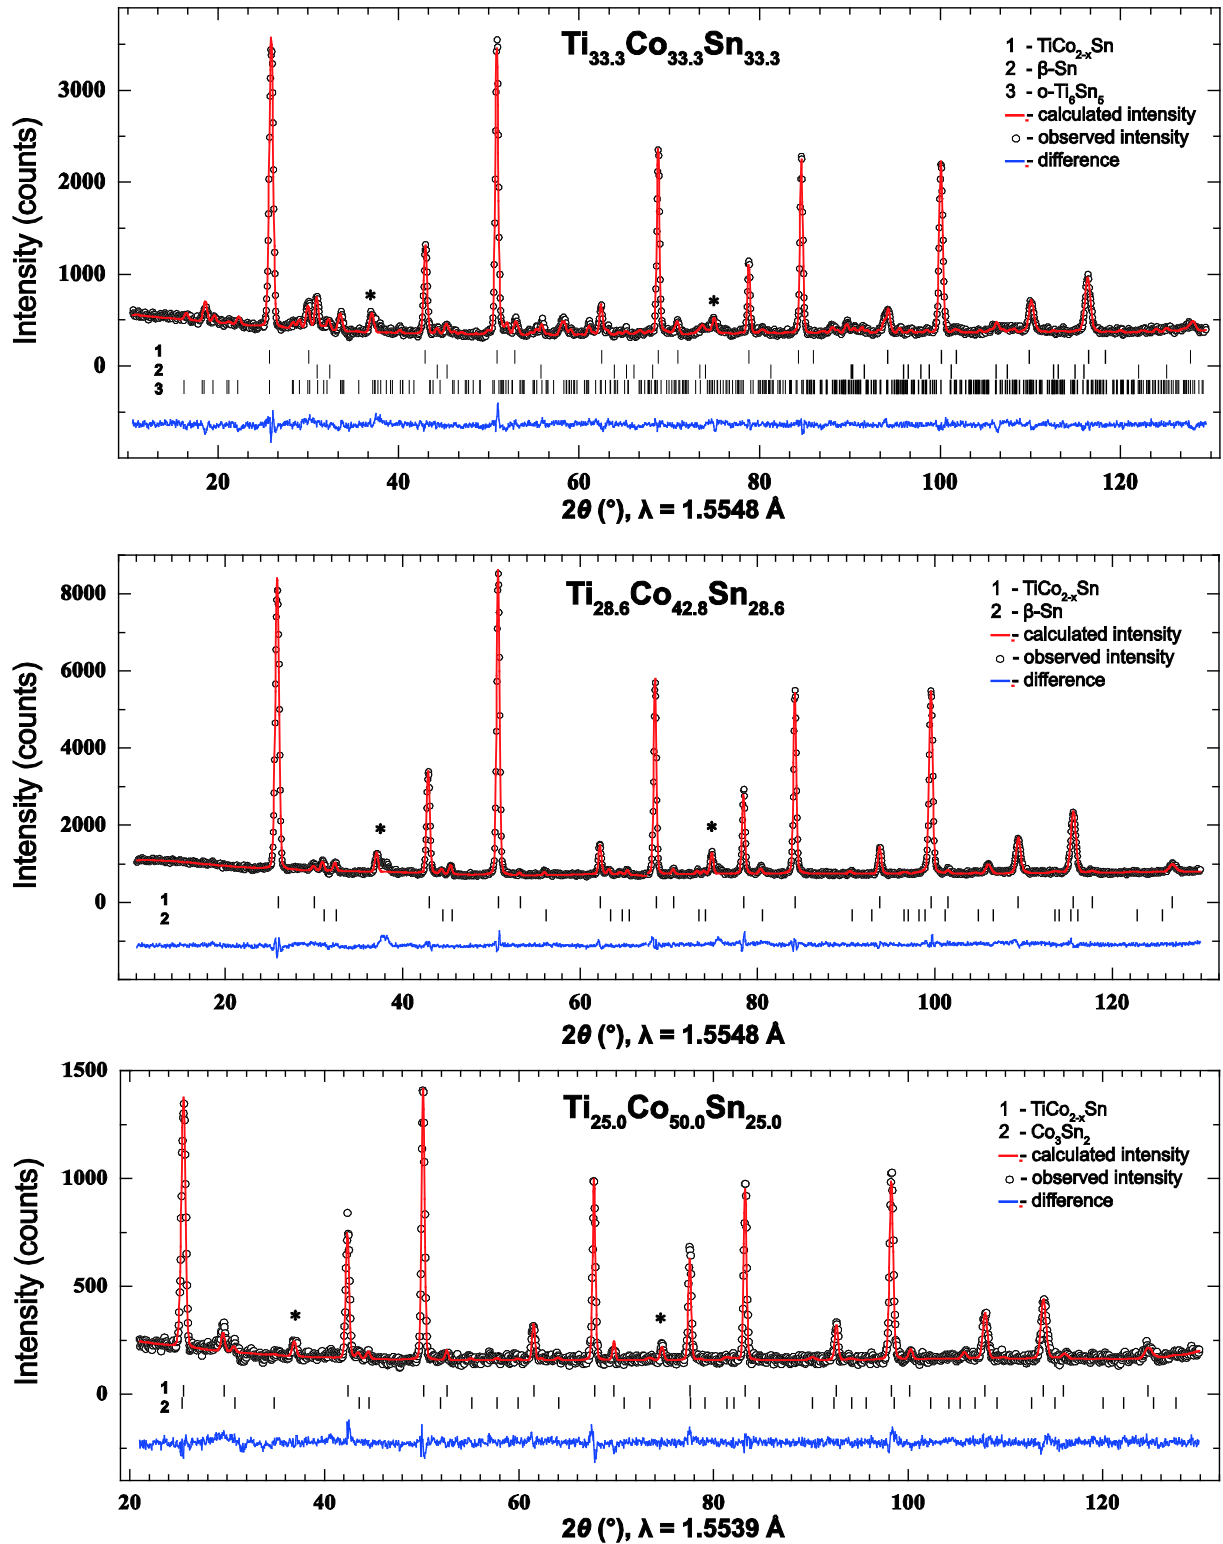 Ti33.3Co33.3Sn33.3
1 - TiCo2-xSn
2 - β-Sn
3 - o-Ti6Sn5
- calculated intensity
- observed intensity
- difference
Intensity (counts)
3000
2000
1000
0
*
*
1
2
3
20 40 60 80 100 120
2θ (°), λ = 1.5548 Å
Ti28.6Co42.8Sn28.6
1 - TiCo2-xSn
2 - β-Sn
- calculated intensity
- observed intensity
- difference
Intensity (counts)
8000
6000
4000
2000
0
*
*
1
2
20 40 60 80 100 120
2θ (°), λ = 1.5548 Å
Ti25.0Co50.0Sn25.0
1 - TiCo2-xSn
2 - Co3Sn2
- calculated intensity
- observed intensity
- difference
Intensity (counts)
1500
1000
500
0
*
*
1
2
20 40 60 80 100 120
2θ (°), λ = 1.5539 Å